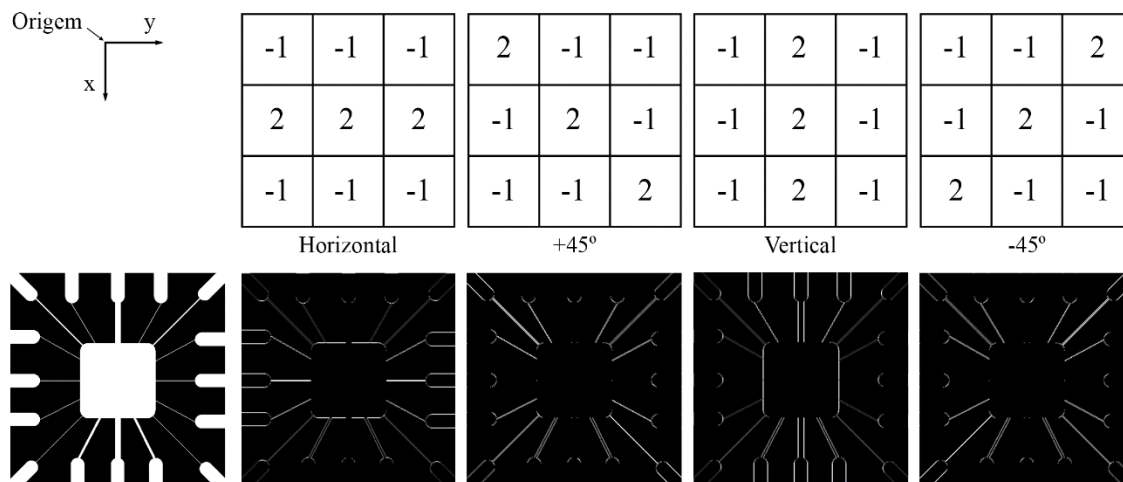 Origem
y
x
-1 -1 -1 2 -1 -1 -1 2 -1 -1 -1 2
2 2 2 -1 2 -1 -1 2 -1 -1 2 -1
-1 -1 -1 -1 -1 2 -1 2 -1 2 -1 -1
Horizontal +45º Vertical -45º